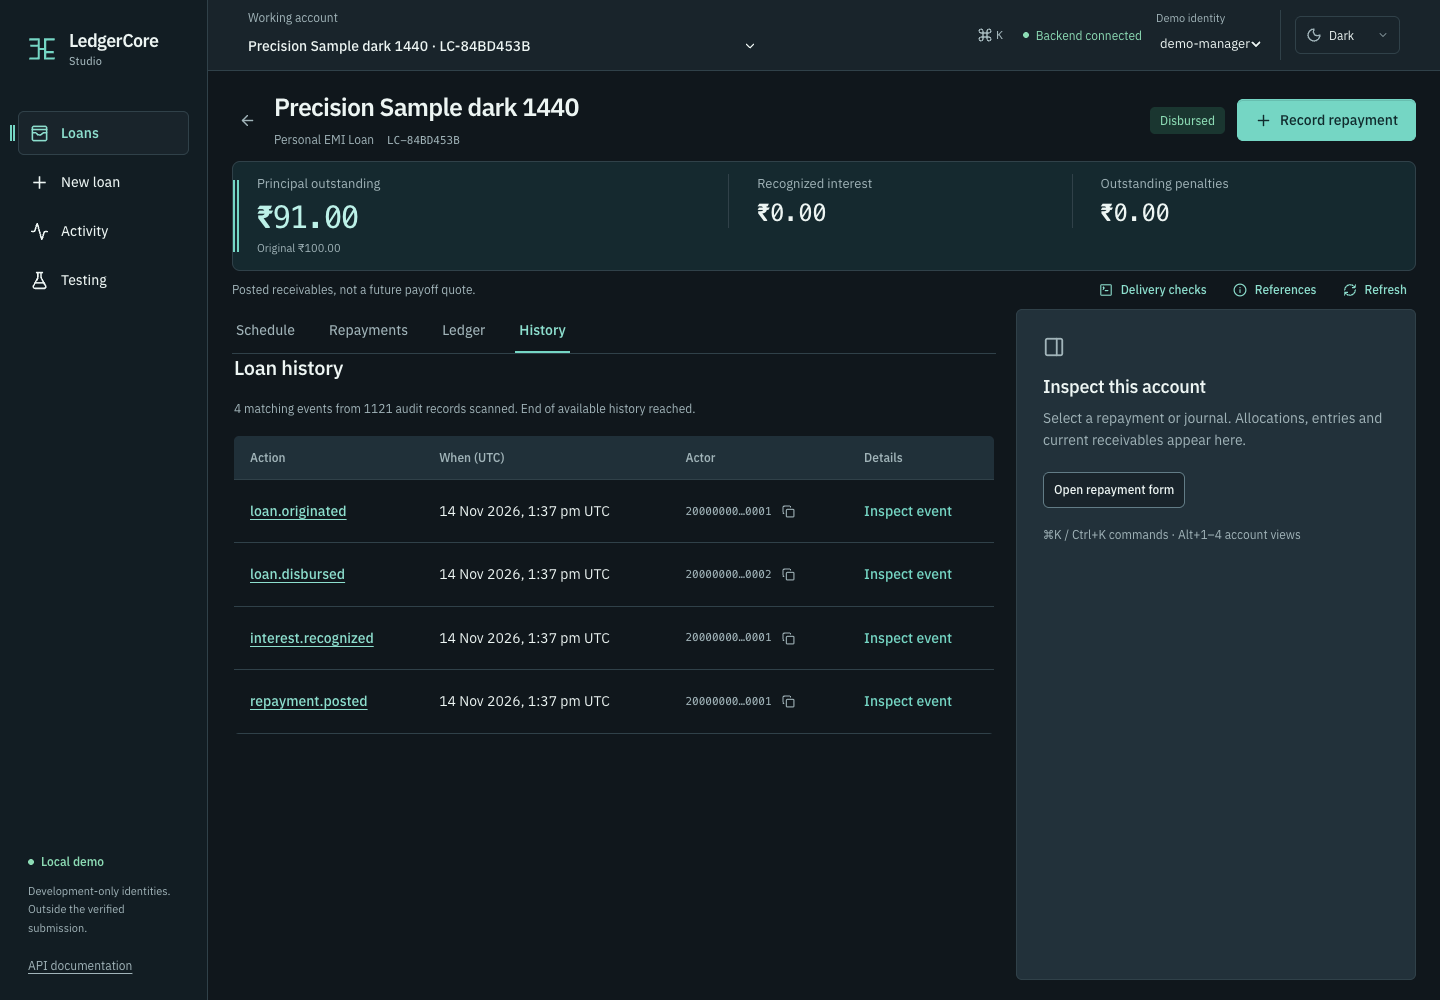 LedgerCore
Studio
Loans
New loan
Activity
Testing
Local demo
Development-only identities.
Outside the verified
submission.
API documentation
Working account
Precision Sample dark 1440 · LC-84BD453B
⌘ K
Backend connected
Demo identity
demo-manager
Dark
Precision Sample dark 1440
Personal EMI Loan LC-84BD453B
Disbursed
Record repayment
Principal outstanding
₹91.00
Original ₹100.00
Recognized interest
₹0.00
Outstanding penalties
₹0.00
Posted receivables, not a future payoff quote.
Delivery checks References Refresh
Schedule Repayments Ledger History
Loan history
4 matching events from 1121 audit records scanned. End of available history reached.
Action When (UTC) Actor Details
loan.originated 14 Nov 2026, 1:37 pm UTC 20000000…0001 Inspect event
loan.disbursed 14 Nov 2026, 1:37 pm UTC 20000000…0002 Inspect event
interest.recognized 14 Nov 2026, 1:37 pm UTC 20000000…0001 Inspect event
repayment.posted 14 Nov 2026, 1:37 pm UTC 20000000…0001 Inspect event
Inspect this account
Select a repayment or journal. Allocations, entries and
current receivables appear here.
Open repayment form
⌘K / Ctrl+K commands · Alt+1–4 account views